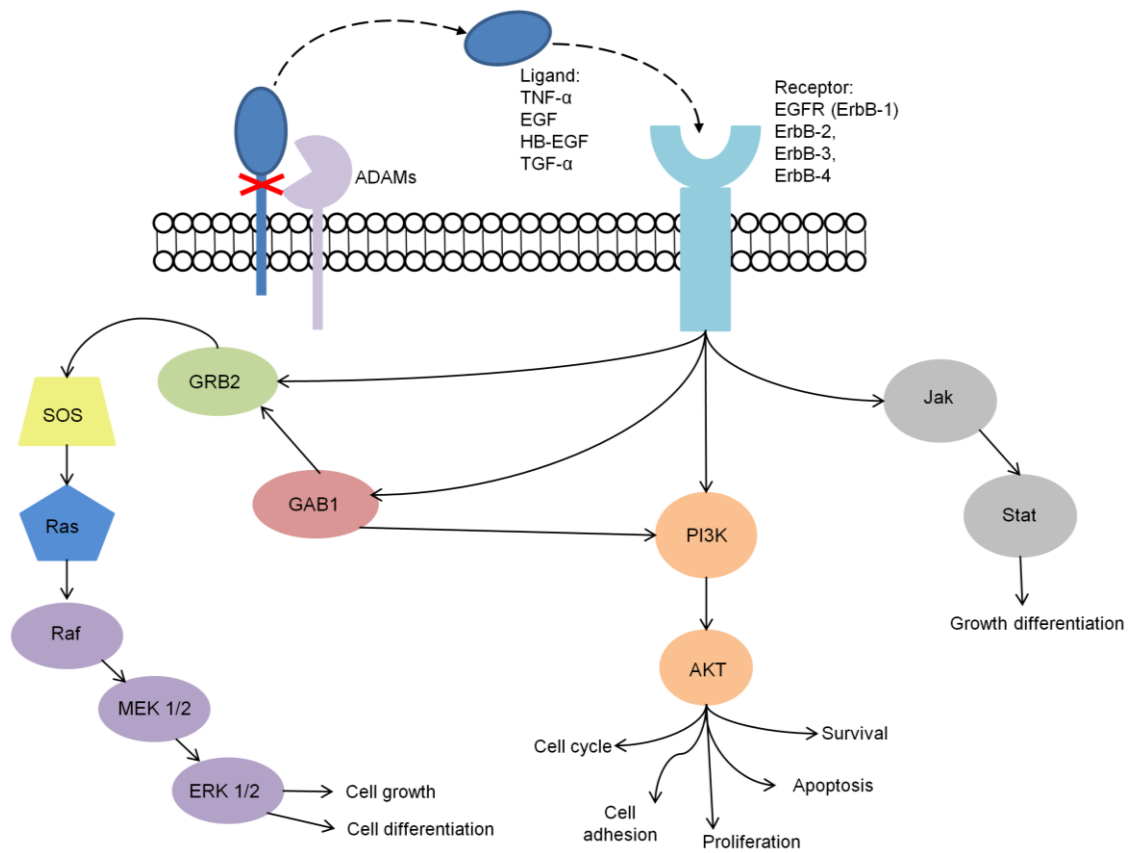 Ligand:
TNF-α
EGF
HB-EGF
TGF-α
Receptor:
EGFR (ErbB-1)
ErbB-2,
ErbB-3,
ErbB-4
ADAMs
GRB2
SOS
Jak
GAB1
Ras
Stat
PI3K
Raf
Growth differentiation
AKT
MEK 1/2
Survival
Cell cycle
ERK 1/2
Cell growth
Apoptosis
Cell
adhesion
Cell differentiation
Proliferation